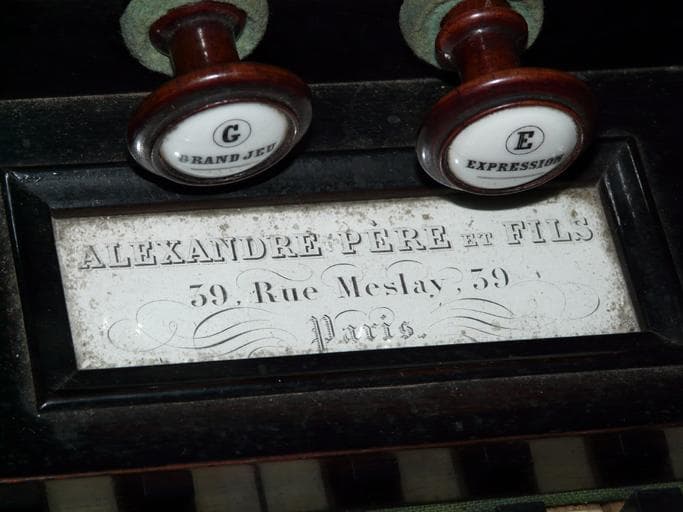 G
GRAND JEU
E
EXPRESSION
ALEXANDRE PÈRE ET FILS
39, Rue Meslay, 39
Paris.